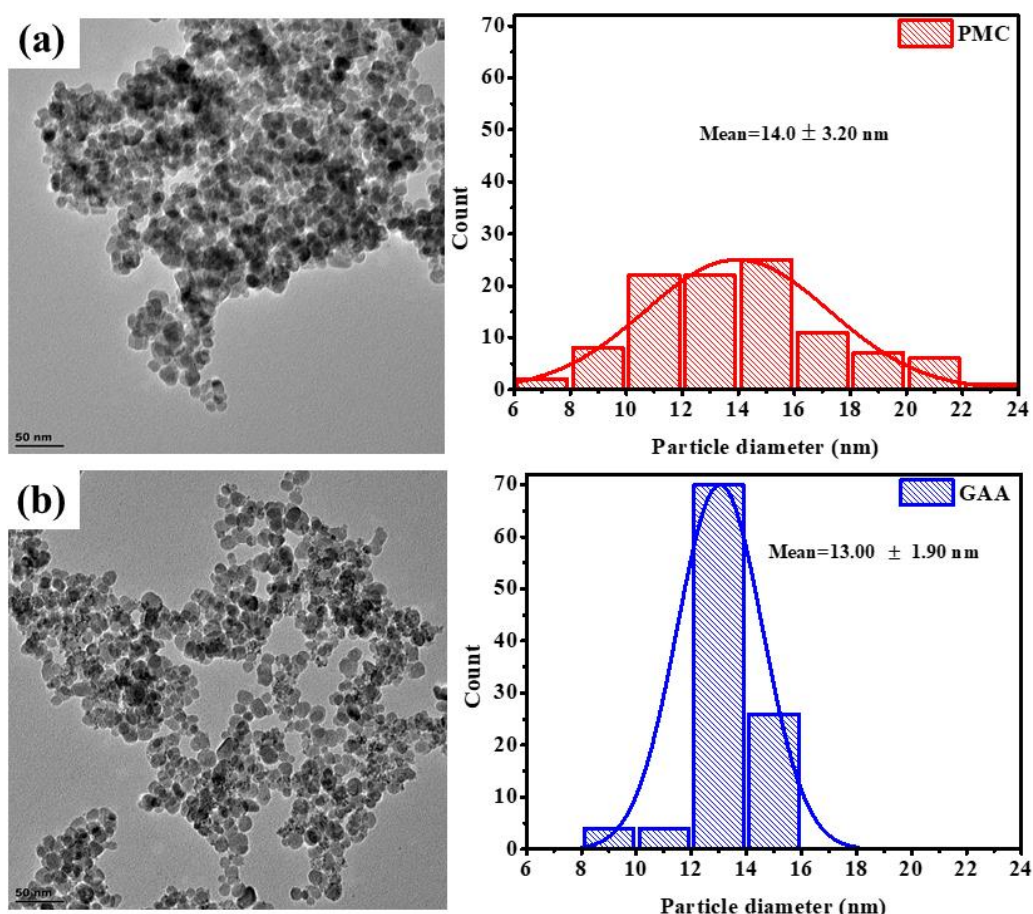 (a)
50 nm
70
60
50
40
30
20
10
0
Count
PMC
Mean=14.0 ± 3.20 nm
6 8 10 12 14 16 18 20 22 24
Particle diameter (nm)
(b)
50 nm
70
60
50
40
30
20
10
0
Count
GAA
Mean=13.00 ± 1.90 nm
6 8 10 12 14 16 18 20 22 24
Particle diameter (nm)